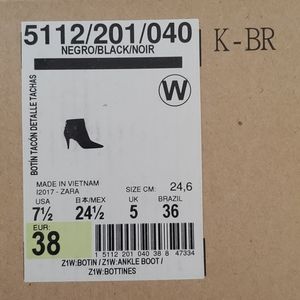 5112/201/040
K-BR
NEGRO/BLACK/NOIR
W
BOTÍN TACÓN DETALLE TACHAS
MADE IN VIETNAM
SIZE CM: 24,6
I2017 - ZARA
USA 日本/MEX UK BRAZIL
7½ 24½ 5 36
EUR:
38
1 5112 201 040 38 8 47334
Z1W:BOTIN / Z1W:ANKLE BOOT /
Z1W:BOTTINES